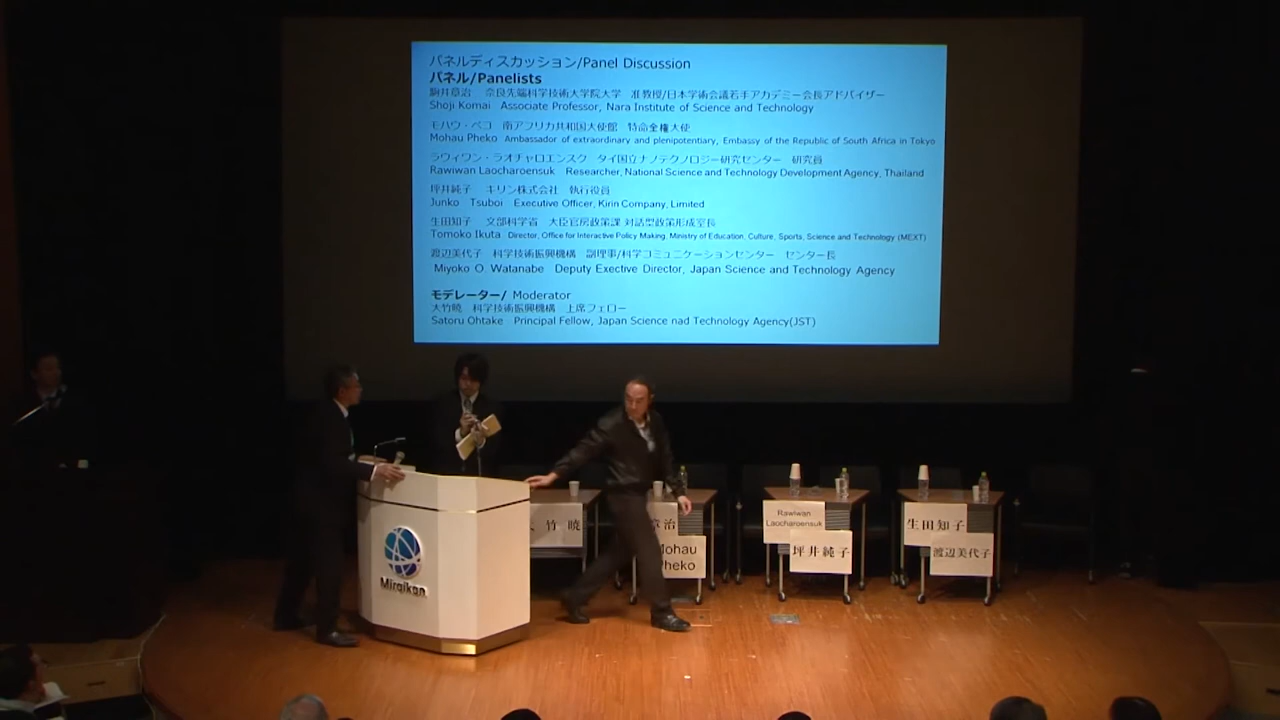 パネルディスカッション/Panel Discussion
パネル/Panelists
駒井章治　奈良先端科学技術大学院大学　准教授/日本学術会議若手アカデミー会長アドバイザー
Shoji Komai　Associate Professor, Nara Institute of Science and Technology
モハウ・ペコ　南アフリカ共和国大使館　特命全権大使
Mohau Pheko　Ambassador of extraordinary and plenipotentiary, Embassy of the Republic of South Africa in Tokyo
ラウィワン・ラオチャロエンスク　タイ国立ナノテクノロジー研究センター　研究員
Rawiwan Laocharoensuk　Researcher, National Science and Technology Development Agency, Thailand
坪井純子　キリン株式会社　執行役員
Junko　Tsuboi　Executive Officer, Kirin Company, Limited
生田知子　文部科学省　大臣官房政策課 対話型政策形成室長
Tomoko Ikuta　Director, Office for Interactive Policy Making, Ministry of Education, Culture, Sports, Science and Technology (MEXT)
渡辺美代子　科学技術振興機構　副理事/科学コミュニケーションセンター　センター長
Miyoko O. Watanabe　Deputy Exective Director, Japan Science and Technology Agency
モデレーター/ Moderator
大竹暁　科学技術振興機構　上席フェロー
Satoru Ohtake　Principal Fellow, Japan Science nad Technology Agency(JST)
竹 暁
章治
Mohau
Pheko
Rawiwan
Laocharoensuk
坪井純子
生田知子
渡辺美代子
Miraikan